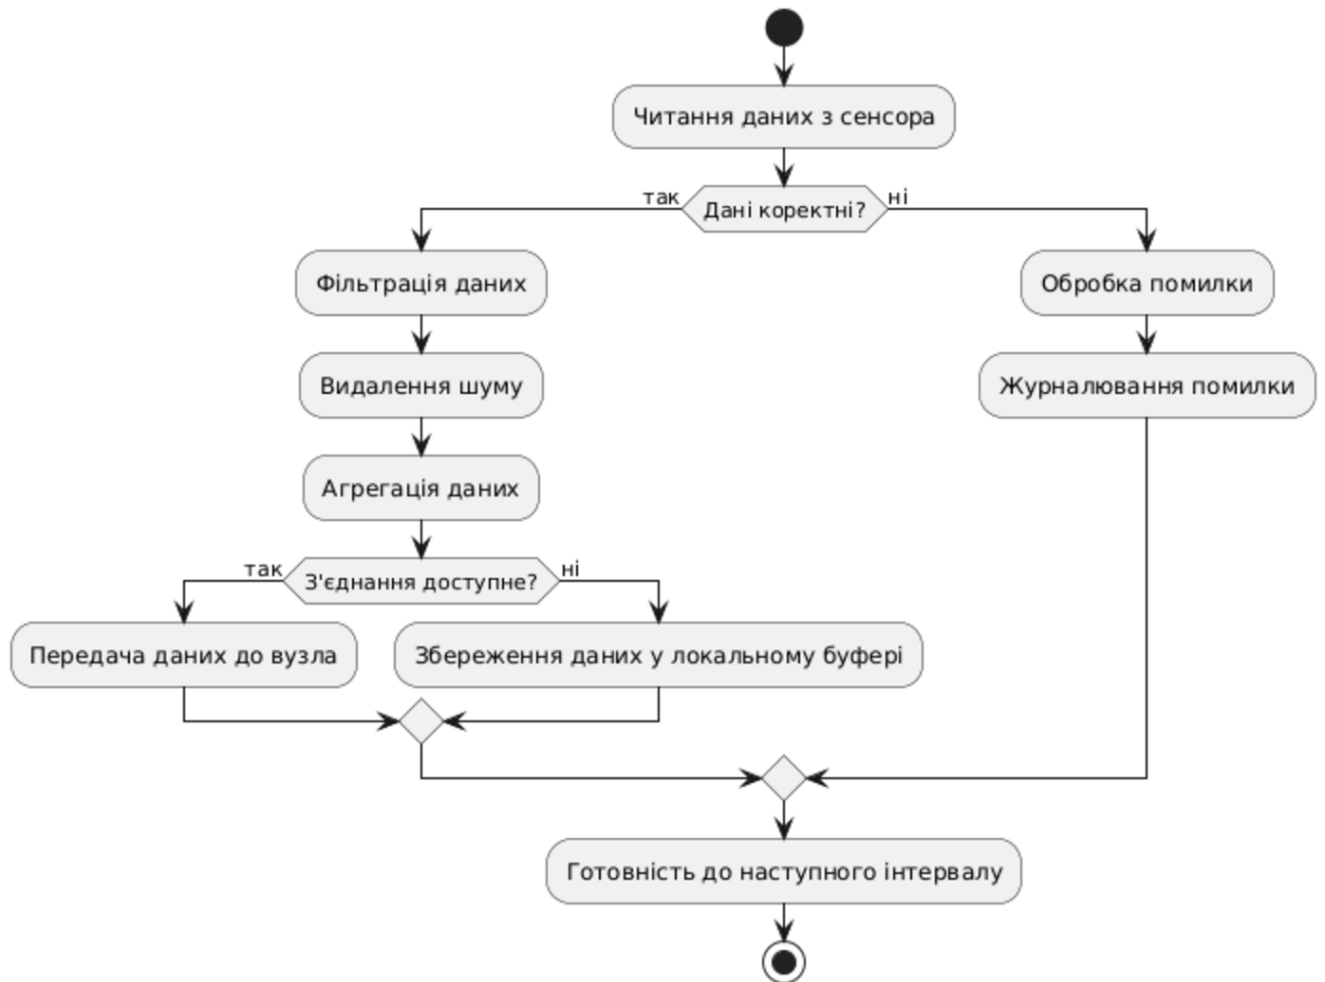 Читання даних з сенсора
так
Дані коректні?
ні
Фільтрація даних
Обробка помилки
Видалення шуму
Журналювання помилки
Агрегація даних
так
З'єднання доступне?
ні
Передача даних до вузла
Збереження даних у локальному буфері
Готовність до наступного інтервалу